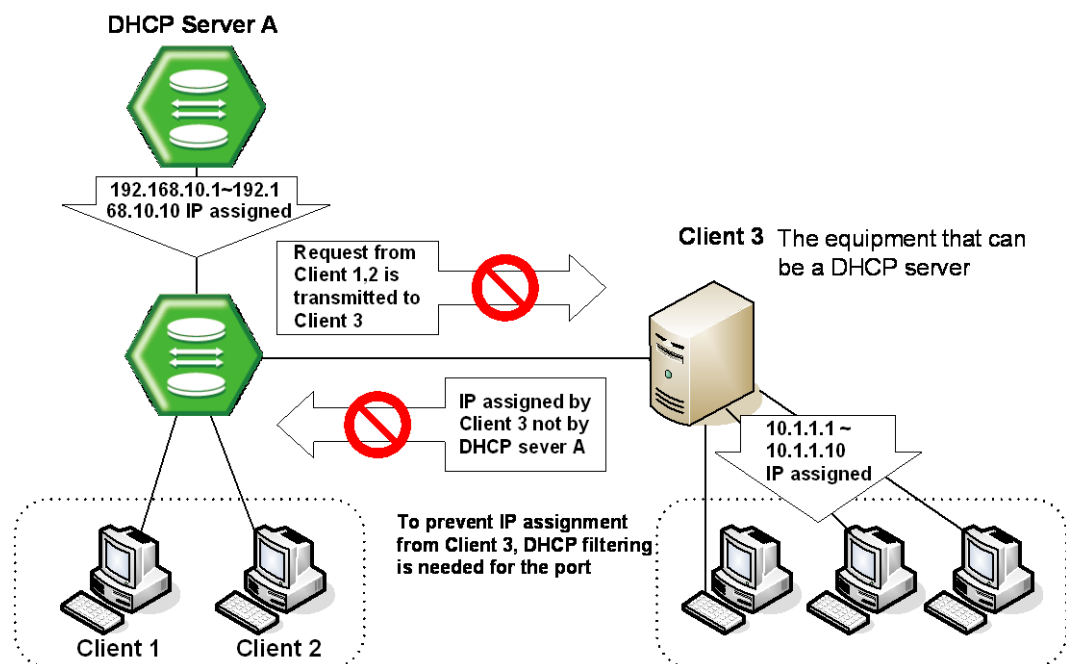 DHCP Server A
192.168.10.1~192.1
68.10.10 IP assigned
Request from
Client 1,2 is
transmitted to
Client 3
Client 3 The equipment that can
be a DHCP server
IP assigned by
Client 3 not by
DHCP sever A
10.1.1.1 ~
10.1.1.10
IP assigned
To prevent IP assignment
from Client 3, DHCP filtering
is needed for the port
Client 1
Client 2